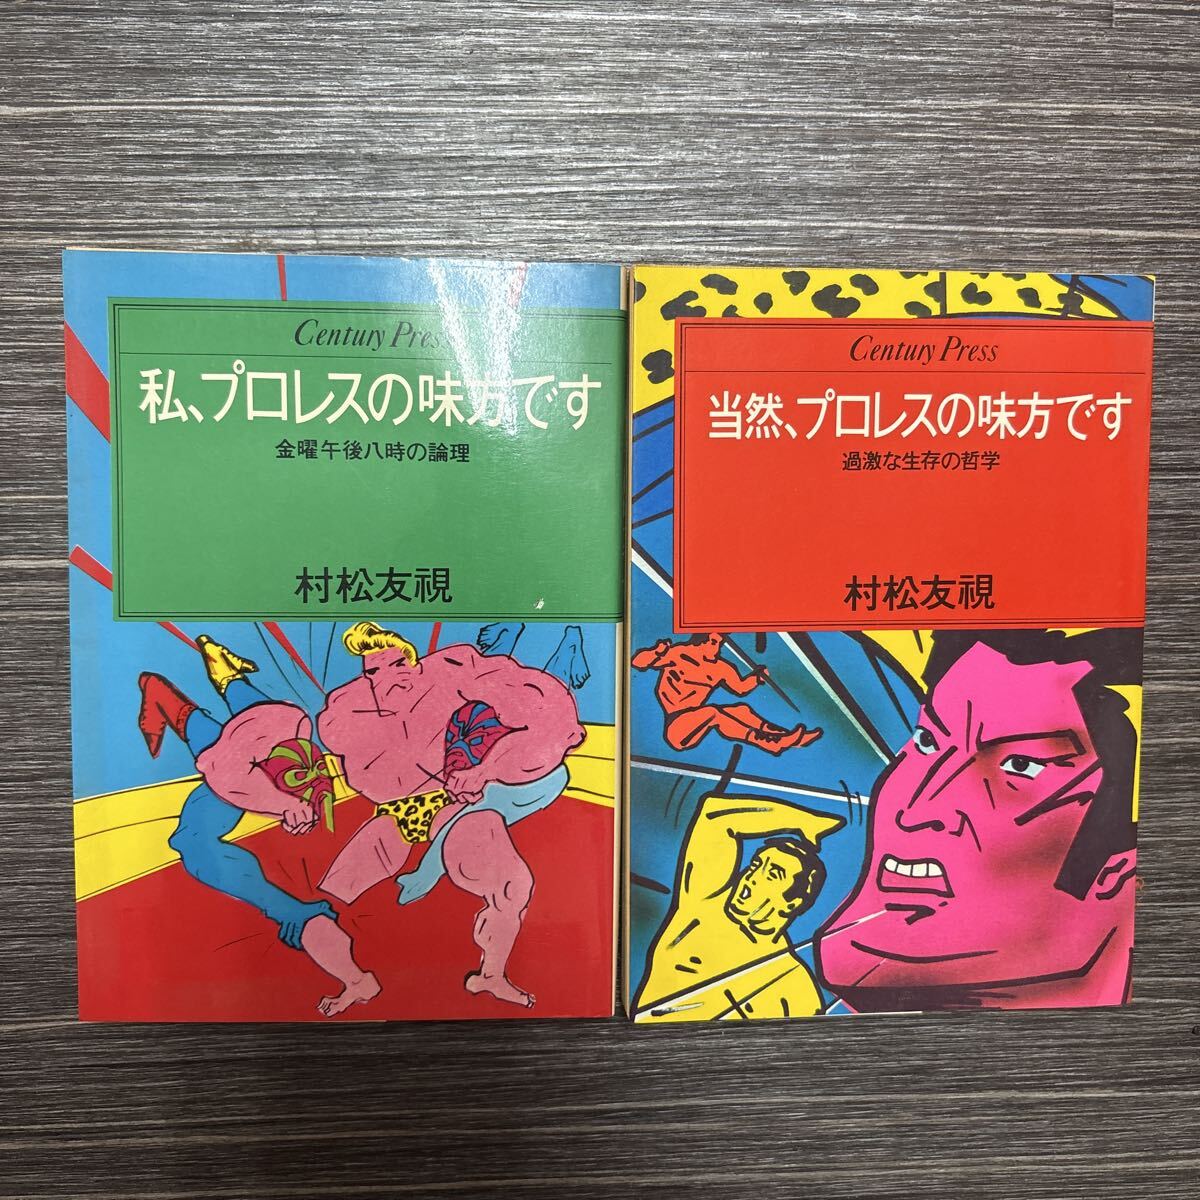 Century Press
私、プロレスの味方です
金曜午後八時の論理
村松友視
Century Press
当然、プロレスの味方です
過激な生存の哲学
村松友視